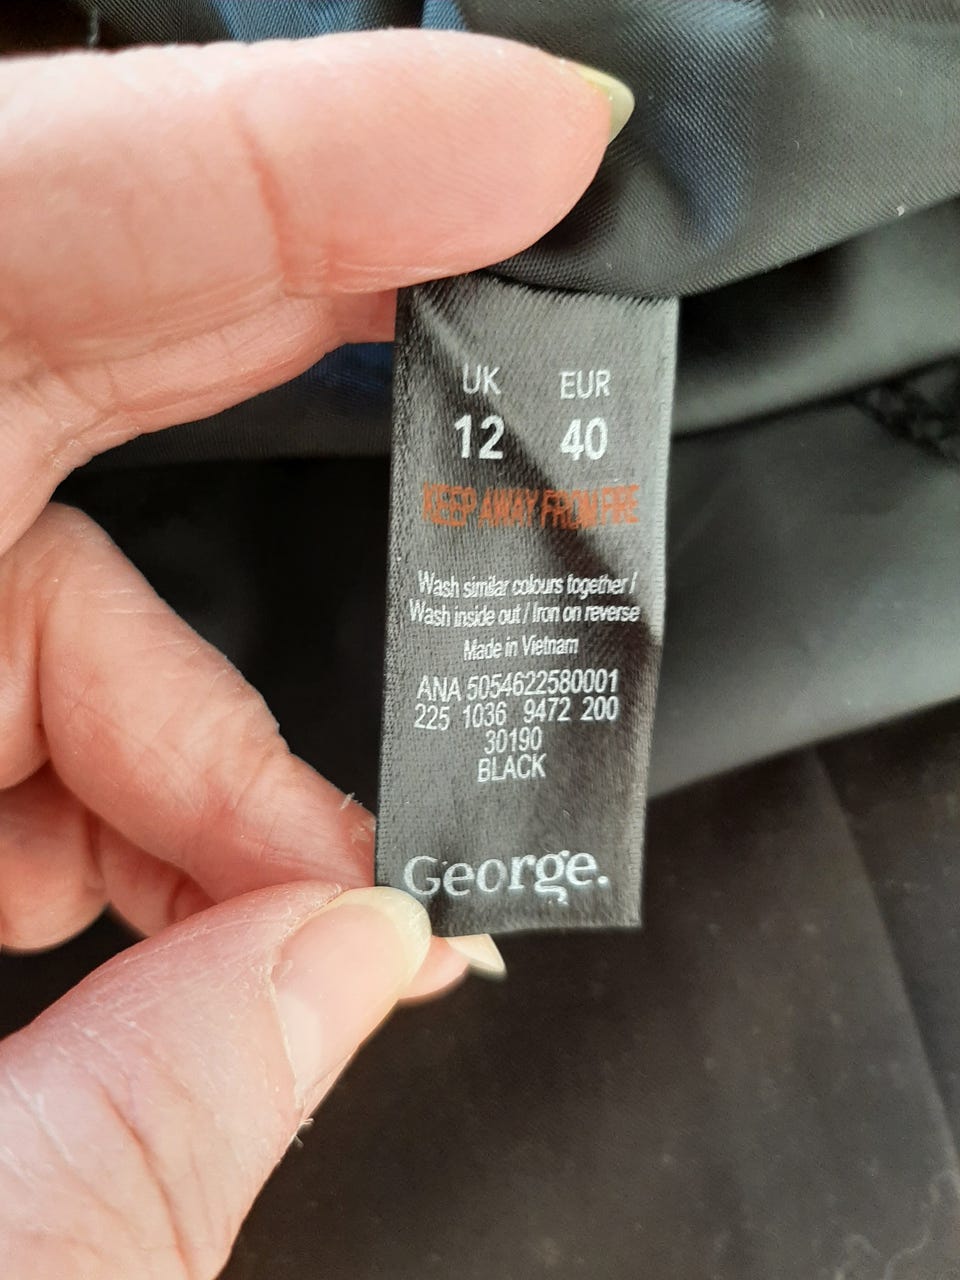 UK EUR
12 40
KEEP AWAY FROM FIRE
Wash similar colours together /
Wash inside out / Iron on reverse
Made in Vietnam
ANA 5054622580001
225 1036 9472 200
30190
BLACK
George.